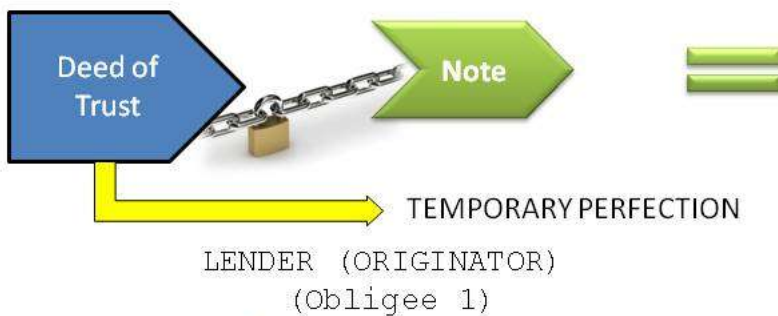 Deed of
Trust
Note
TEMPORARY PERFECTION
LENDER (ORIGINATOR)
(Obligee 1)